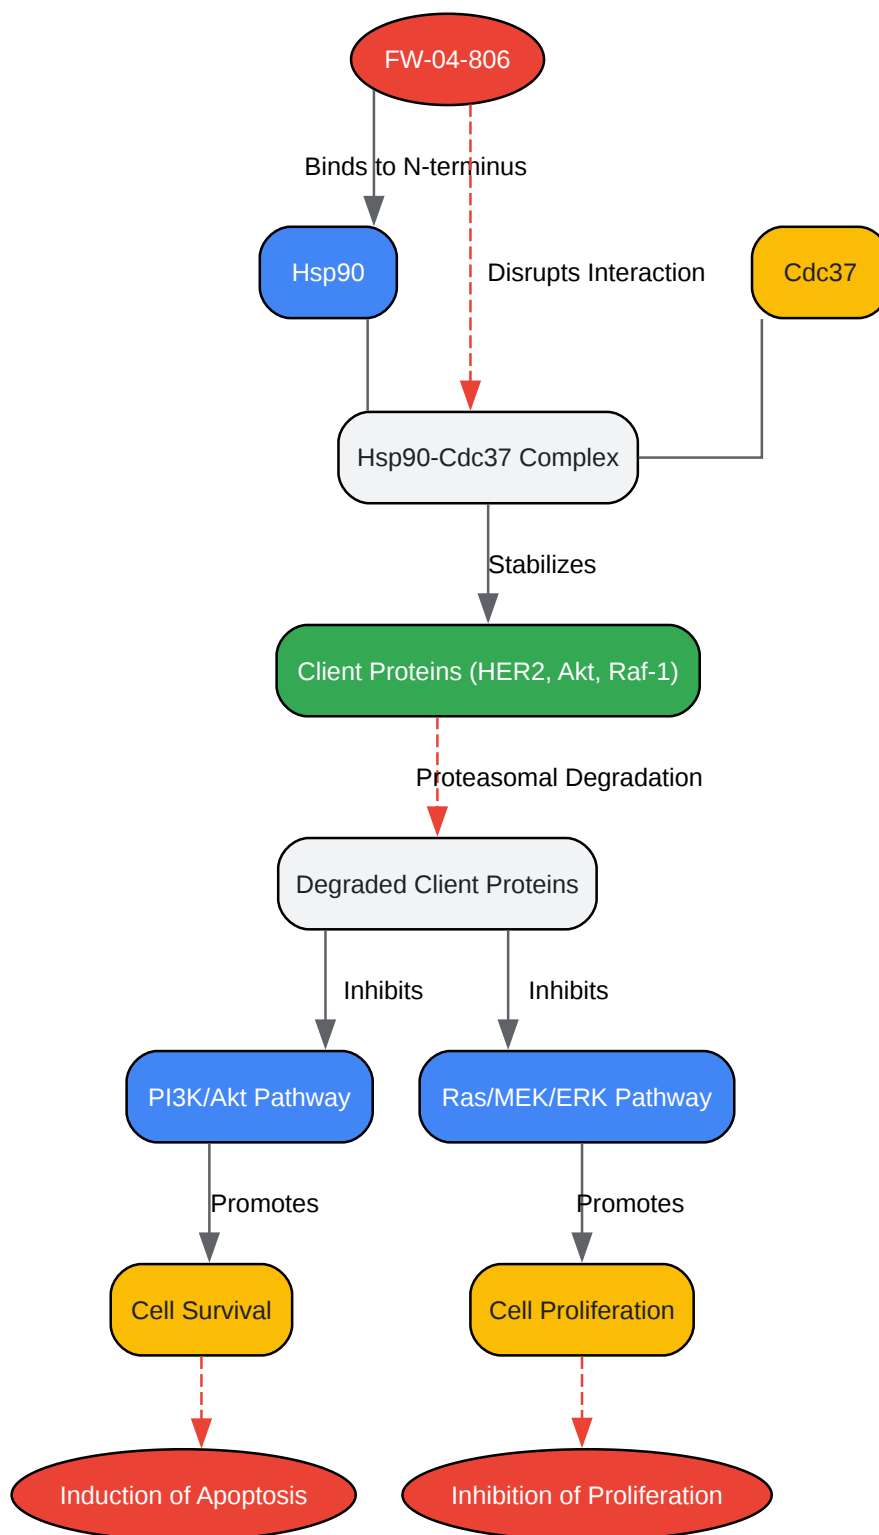 FW-04-806
Binds to N-terminus
Hsp90
Disrupts Interaction
Cdc37
Hsp90-Cdc37 Complex
Stabilizes
Client Proteins (HER2, Akt, Raf-1)
Proteasomal Degradation
Degraded Client Proteins
Inhibits
Inhibits
PI3K/Akt Pathway
Ras/MEK/ERK Pathway
Promotes
Promotes
Cell Survival
Cell Proliferation
Induction of Apoptosis
Inhibition of Proliferation